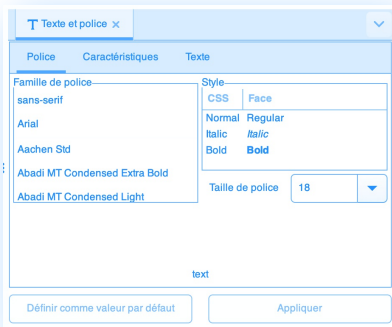 T Texte et police ×
Police Caractéristiques Texte
Famille de police
sans-serif
Arial
Aachen Std
Abadi MT Condensed Extra Bold
Abadi MT Condensed Light
Style
CSS Face
Normal Regular
Italic Italic
Bold Bold
Taille de police 18
text
Définir comme valeur par défaut Appliquer